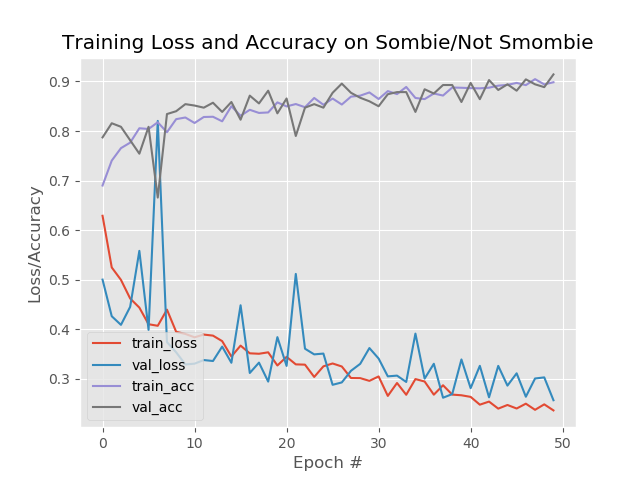 Training Loss and Accuracy on Sombie/Not Smombie
Loss/Accuracy
0.9
0.8
0.7
0.6
0.5
0.4
0.3
train_loss
val_loss
train_acc
val_acc
0 10 20 30 40 50
Epoch #